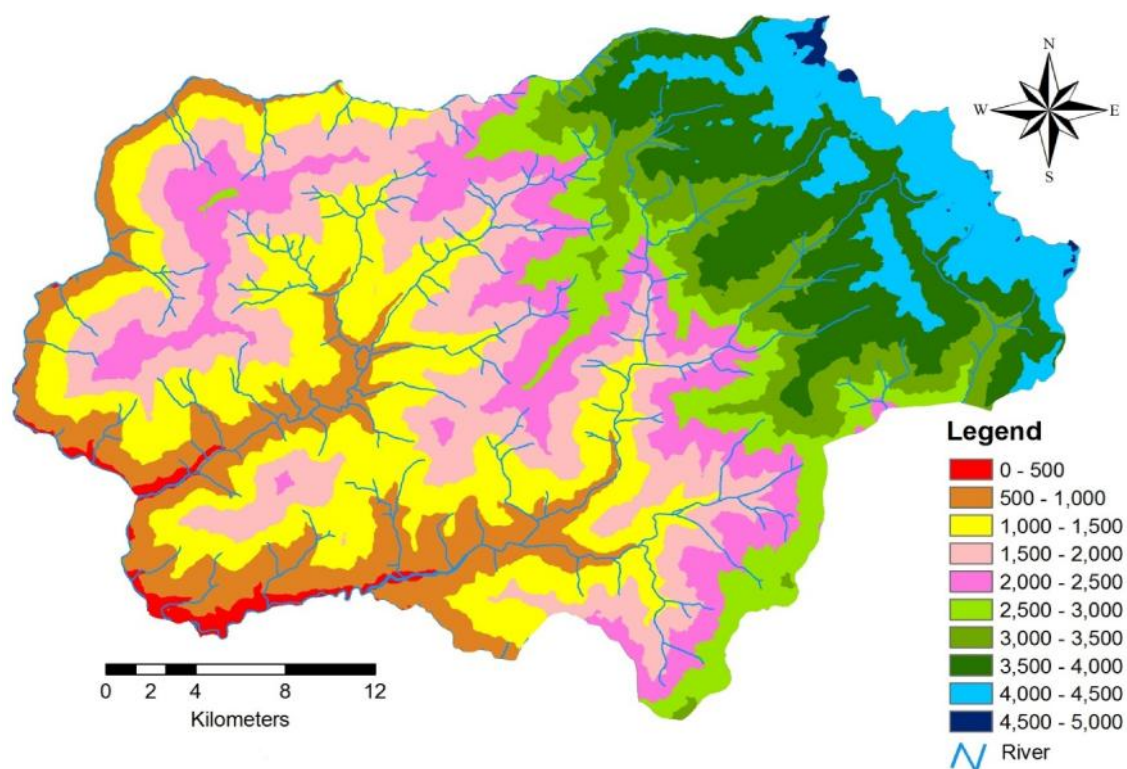 N
W E
S
Legend
0 - 500
500 - 1,000
1,000 - 1,500
1,500 - 2,000
2,000 - 2,500
2,500 - 3,000
3,000 - 3,500
3,500 - 4,000
4,000 - 4,500
4,500 - 5,000
River
0 2 4 8 12
Kilometers